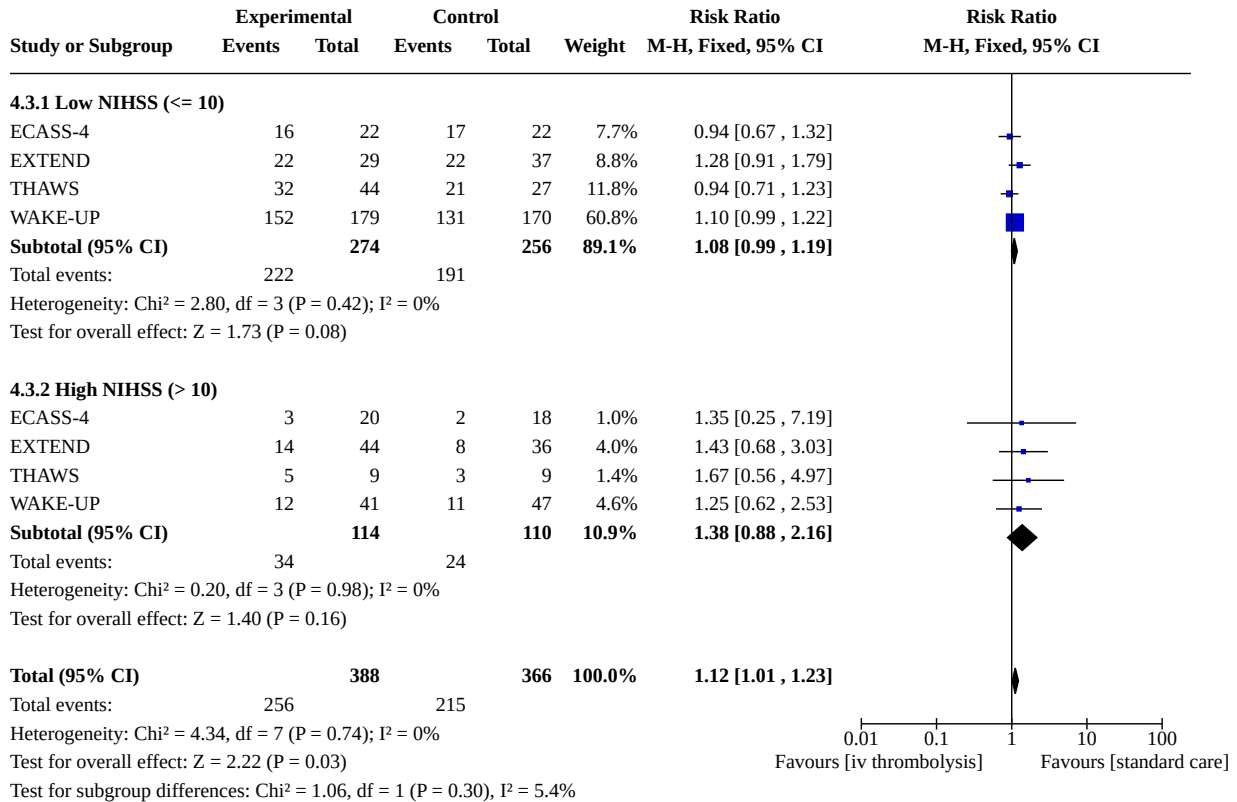 Experimental Control Risk Ratio Risk Ratio
Study or Subgroup Events Total Events Total Weight M-H, Fixed, 95% CI M-H, Fixed, 95% CI
4.3.1 Low NIHSS (<= 10)
ECASS-4 16 22 17 22 7.7% 0.94 [0.67 , 1.32]
EXTEND 22 29 22 37 8.8% 1.28 [0.91 , 1.79]
THAWS 32 44 21 27 11.8% 0.94 [0.71 , 1.23]
WAKE-UP 152 179 131 170 60.8% 1.10 [0.99 , 1.22]
Subtotal (95% CI) 274 256 89.1% 1.08 [0.99 , 1.19]
Total events: 222 191
Heterogeneity: Chi² = 2.80, df = 3 (P = 0.42); I² = 0%
Test for overall effect: Z = 1.73 (P = 0.08)
4.3.2 High NIHSS (> 10)
ECASS-4 3 20 2 18 1.0% 1.35 [0.25 , 7.19]
EXTEND 14 44 8 36 4.0% 1.43 [0.68 , 3.03]
THAWS 5 9 3 9 1.4% 1.67 [0.56 , 4.97]
WAKE-UP 12 41 11 47 4.6% 1.25 [0.62 , 2.53]
Subtotal (95% CI) 114 110 10.9% 1.38 [0.88 , 2.16]
Total events: 34 24
Heterogeneity: Chi² = 0.20, df = 3 (P = 0.98); I² = 0%
Test for overall effect: Z = 1.40 (P = 0.16)
Total (95% CI) 388 366 100.0% 1.12 [1.01 , 1.23]
Total events: 256 215
Heterogeneity: Chi² = 4.34, df = 7 (P = 0.74); I² = 0%
Test for overall effect: Z = 2.22 (P = 0.03)
Test for subgroup differences: Chi² = 1.06, df = 1 (P = 0.30), I² = 5.4%
0.01 0.1 1 10 100
Favours [iv thrombolysis] Favours [standard care]